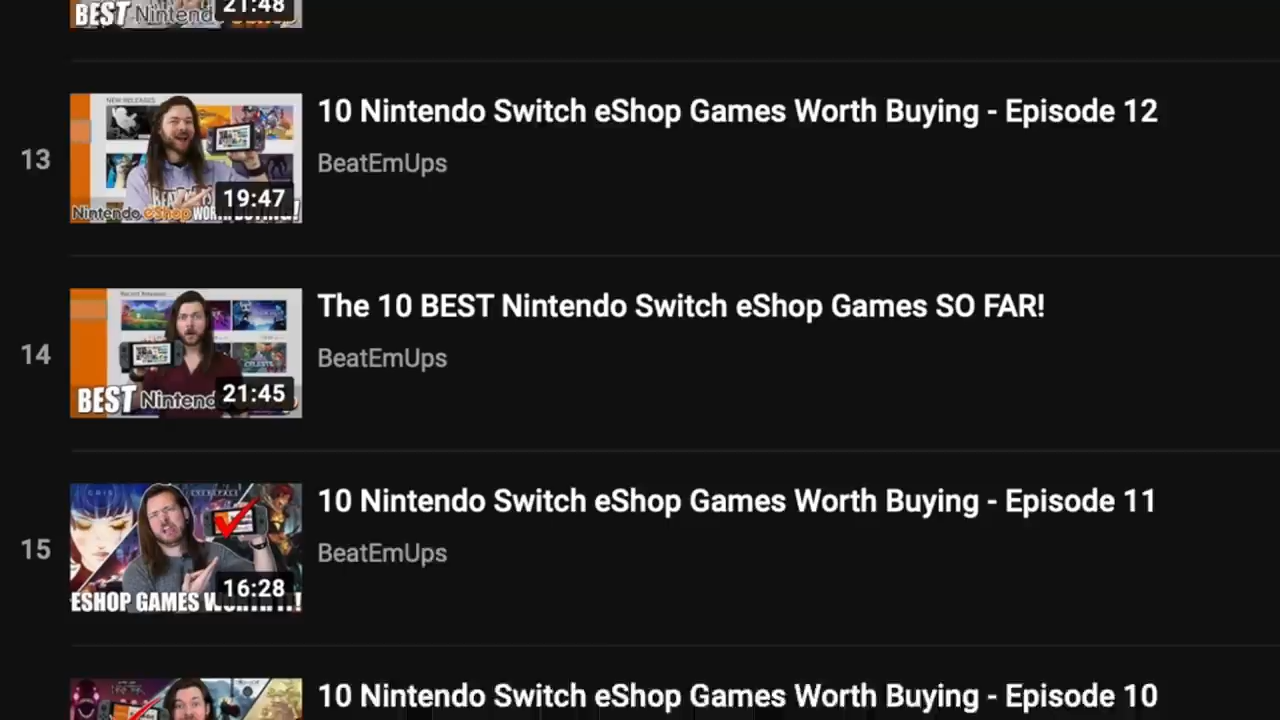 BEST Nintend
21:48
13
NEW RELEASES
Nintendo eShop WOR
19:47
10 Nintendo Switch eShop Games Worth Buying - Episode 12
BeatEmUps
14
CELESTE
BEST Nintend
21:45
The 10 BEST Nintendo Switch eShop Games SO FAR!
BeatEmUps
15
GRIS
ESHOP GAMES W
16:28
10 Nintendo Switch eShop Games Worth Buying - Episode 11
BeatEmUps
10 Nintendo Switch eShop Games Worth Buying - Episode 10